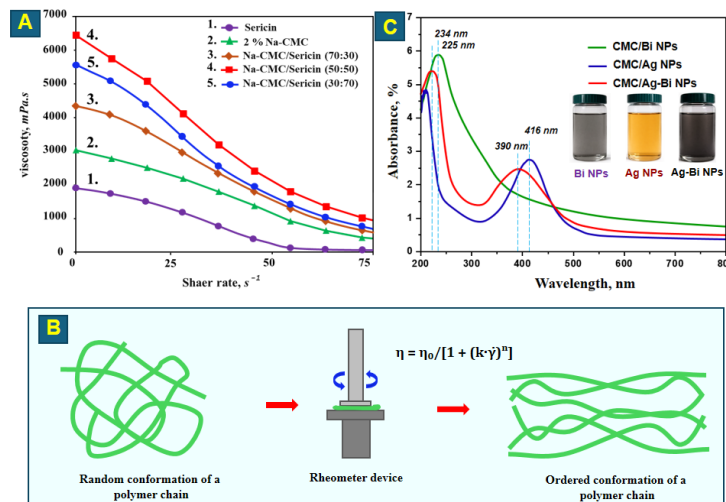 A
1. Sericin
2. 2 % Na-CMC
3. Na-CMC/Sericin (70:30)
4. Na-CMC/Sericin (50:50)
5. Na-CMC/Sericin (30:70)
4.
5.
3.
2.
1.
7000
6000
5000
4000
3000
2000
1000
0
viscosoty, mPa.s
0 25 50 75
Shaer rate, s⁻¹
C
234 nm
225 nm
CMC/Bi NPs
CMC/Ag NPs
CMC/Ag-Bi NPs
390 nm
416 nm
Bi NPs
Ag NPs
Ag-Bi NPs
7
6
5
4
3
2
1
0
Absorbance, %
200 300 400 500 600 700 800
Wavelength, nm
B
η = η₀/[1 + (k·γ̇)ⁿ]
Random conformation of a
polymer chain
Rheometer device
Ordered conformation of a
polymer chain